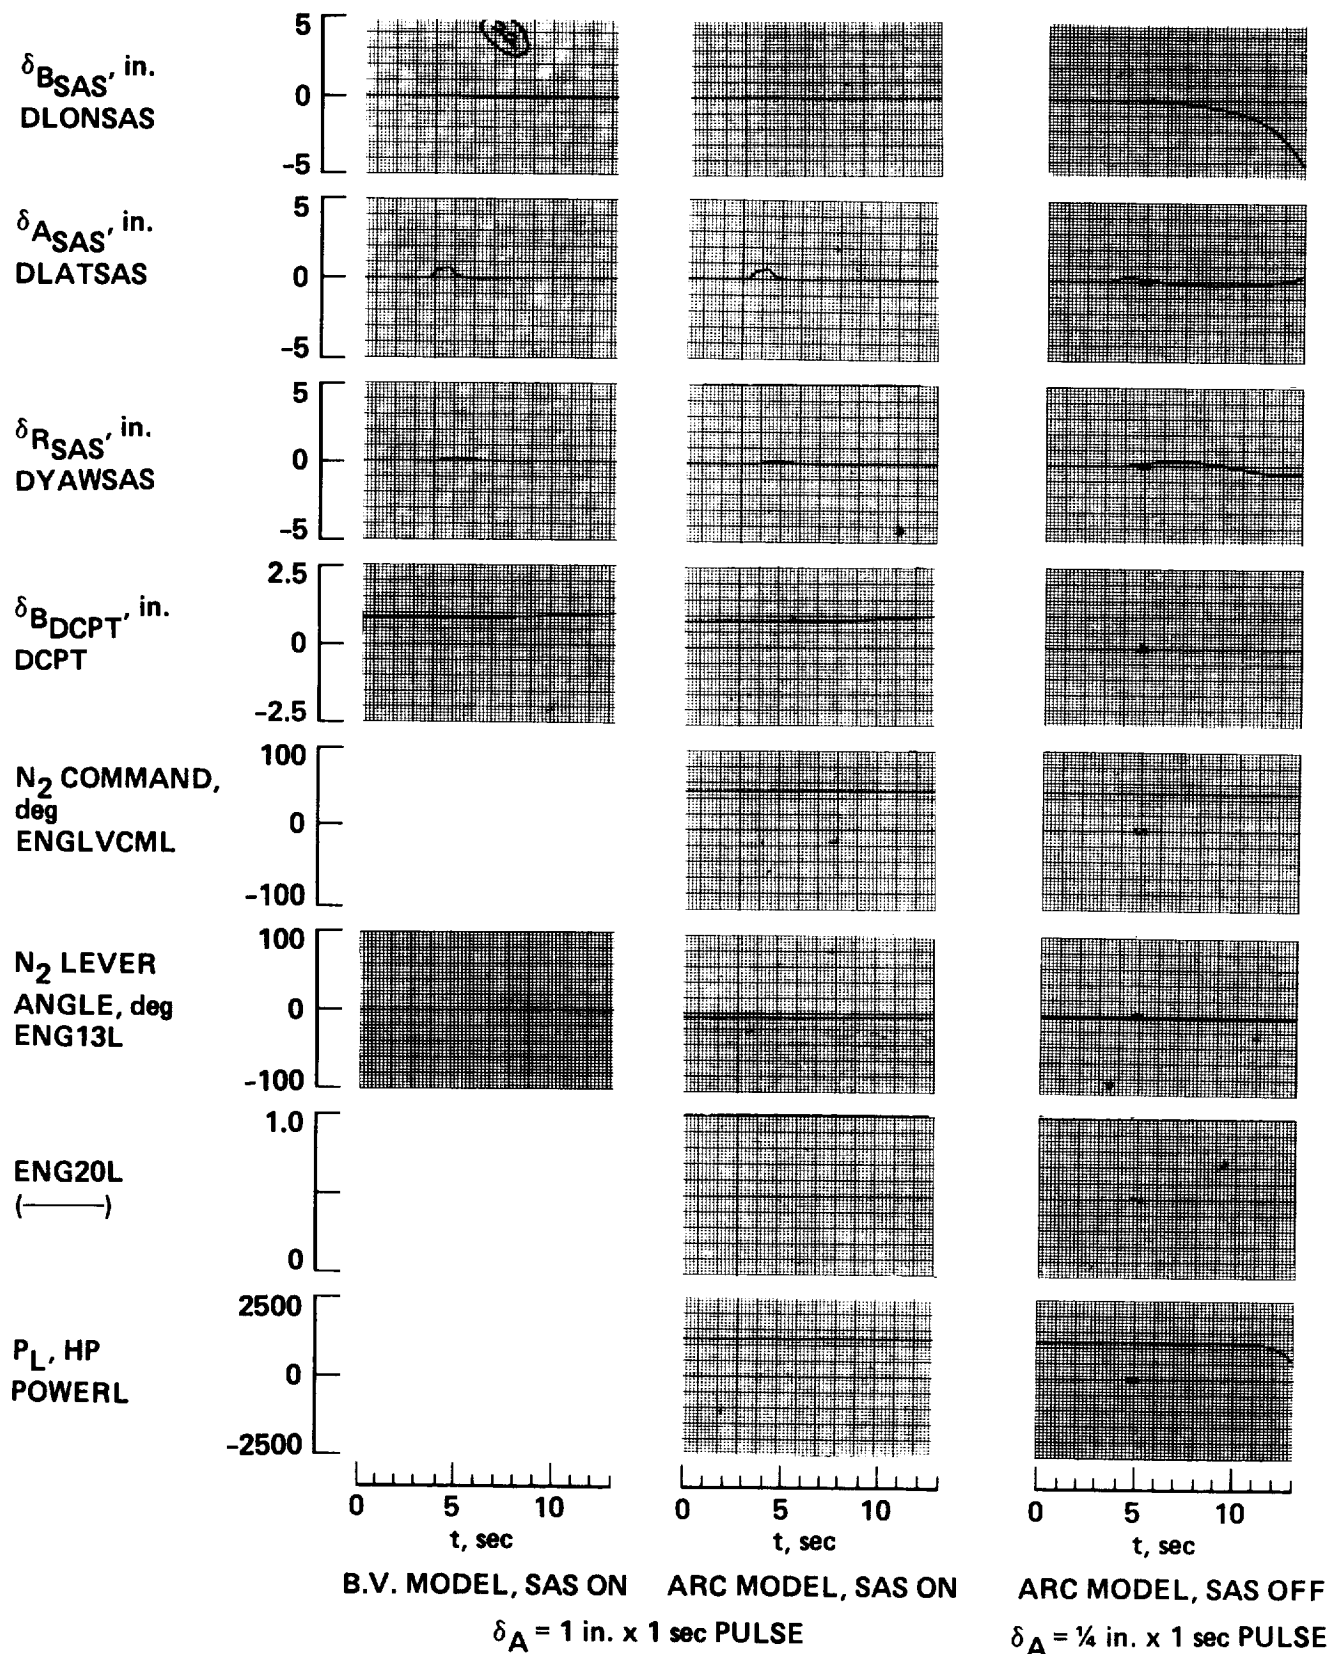 5
δBSAS, in.
DLONSAS
0
-5
5
δASAS, in.
DLATSAS
0
-5
5
δRSAS, in.
DYAWSAS
0
-5
2.5
δBDCPT, in.
DCPT
0
-2.5
100
N2 COMMAND,
deg
ENGLVCML
0
-100
100
N2 LEVER
ANGLE, deg
ENG13L
0
-100
1.0
ENG20L
(———)
0
2500
PL, HP
POWERL
0
-2500
0 5 10 0 5 10 0 5 10
t, sec t, sec t, sec
B.V. MODEL, SAS ON ARC MODEL, SAS ON ARC MODEL, SAS OFF
δA = 1 in. x 1 sec PULSE δA = ¼ in. x 1 sec PULSE